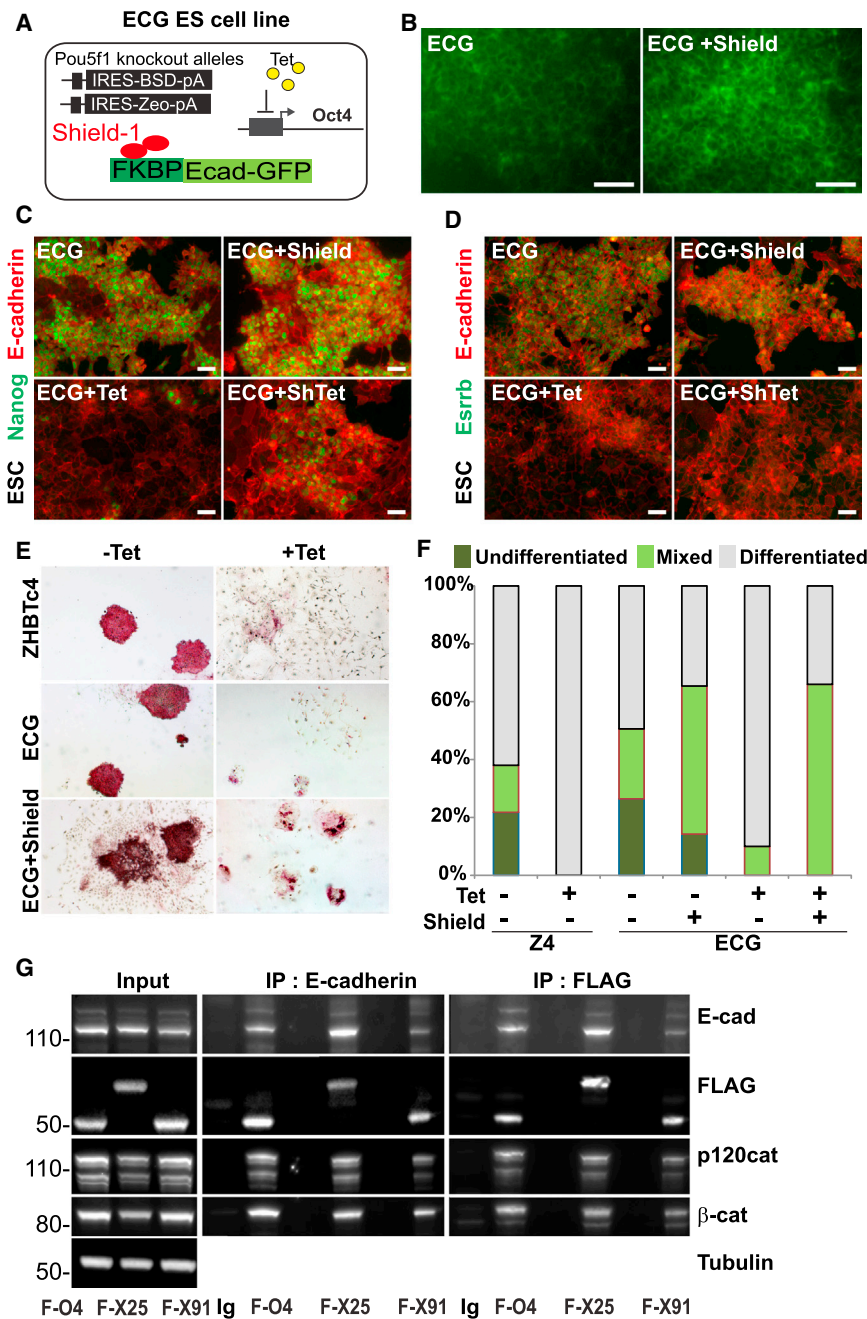 A
ECG ES cell line
Pou5f1 knockout alleles
IRES-BSD-pA
IRES-Zeo-pA
Tet
Oct4
Shield-1
FKBP Ecad-GFP
B
ECG
ECG +Shield
C
ESC Nanog E-cadherin
ECG
ECG+Shield
ECG+Tet
ECG+ShTet
D
ESC Esrrb E-cadherin
ECG
ECG+Shield
ECG+Tet
ECG+ShTet
E
-Tet
+Tet
ZHBTc4
ECG
ECG+Shield
F
Undifferentiated
Mixed
Differentiated
100%
80%
60%
40%
20%
0%
Tet - + - - + +
Shield - - - + - +
Z4
ECG
G
Input
IP : E-cadherin
IP : FLAG
110-
E-cad
FLAG
50-
110-
p120cat
80-
β-cat
50-
Tubulin
F-O4 F-X25 F-X91 Ig F-O4 F-X25 F-X91 Ig F-O4 F-X25 F-X91